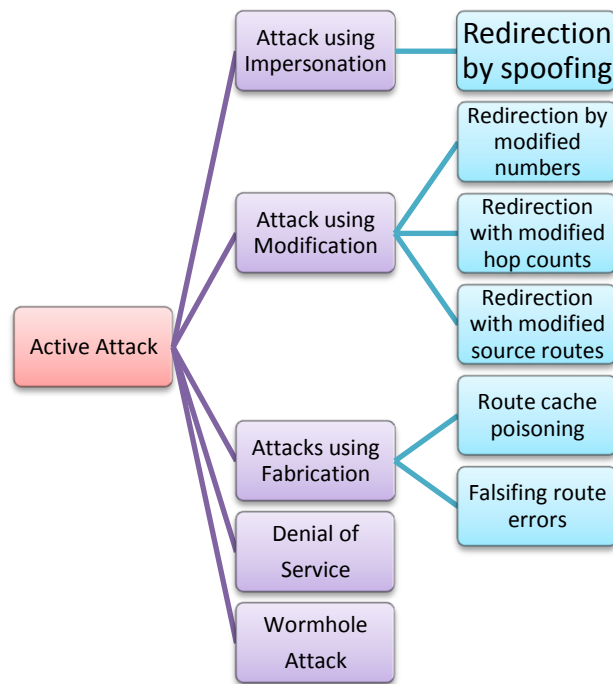 Attack using
Impersonation
Redirection
by spoofing
Redirection by
modified
numbers
Attack using
Modification
Redirection
with modified
hop counts
Redirection
with modified
source routes
Active Attack
Attacks using
Fabrication
Route cache
poisoning
Falsifing route
errors
Denial of
Service
Wormhole
Attack